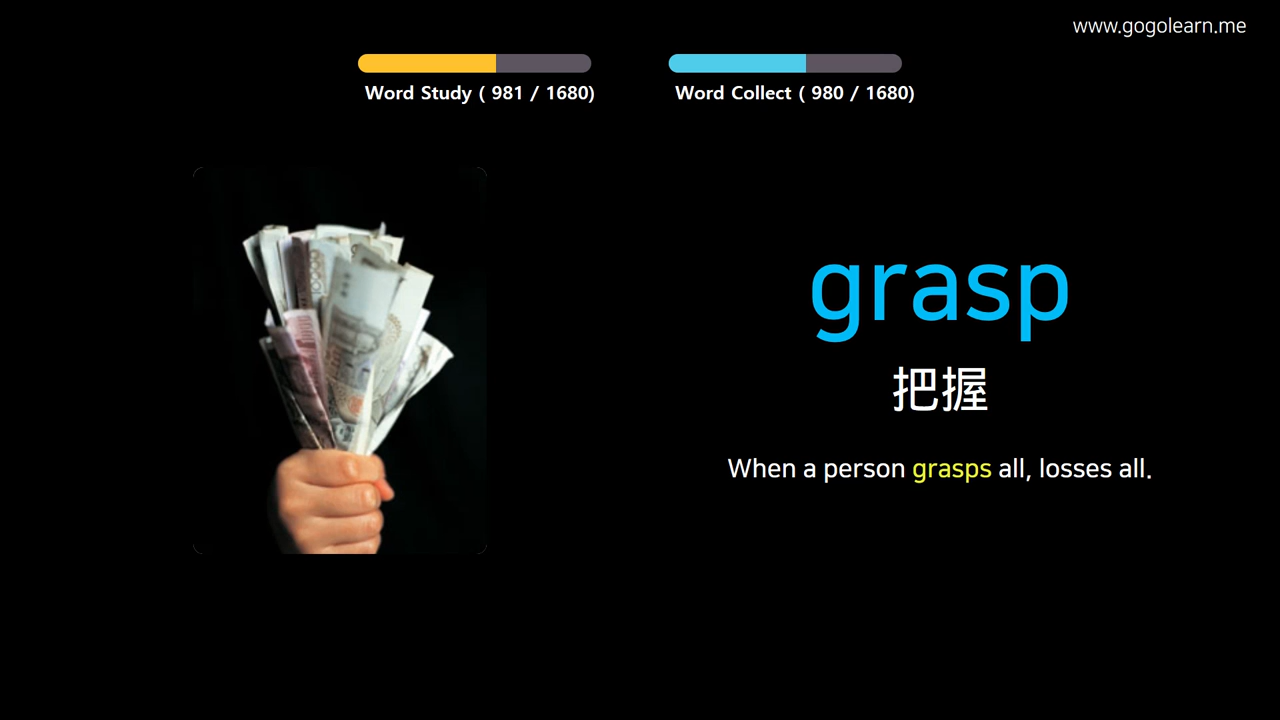 www.gogolearn.me
Word Study ( 981 / 1680)
Word Collect ( 980 / 1680)
grasp
把握
When a person grasps all, losses all.